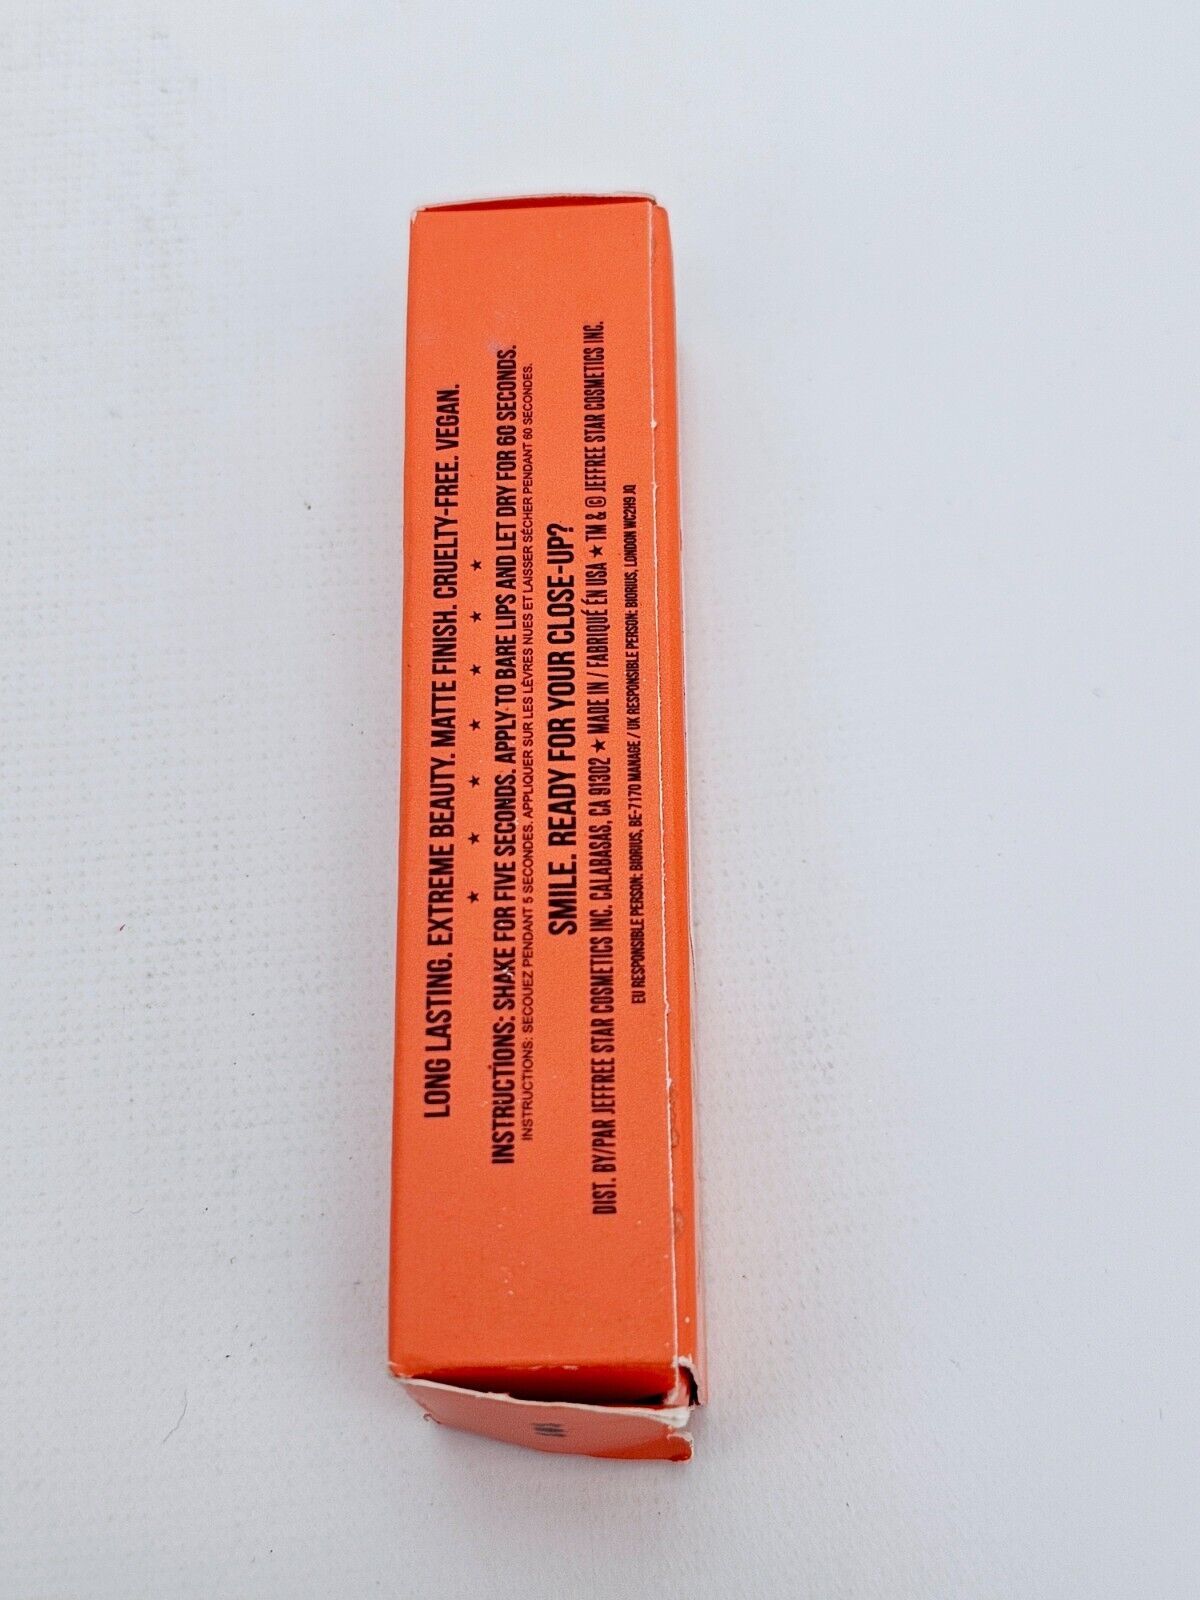 LONG LASTING. EXTREME BEAUTY. MATTE FINISH. CRUELTY-FREE. VEGAN.
★ ★ ★ ★ ★ ★ ★
INSTRUCTIONS: SHAKE FOR FIVE SECONDS. APPLY TO BARE LIPS AND LET DRY FOR 60 SECONDS.
INSTRUCTIONS: SECOUEZ PENDANT 5 SECONDES. APPLIQUER SUR LES LÈVRES NUES ET LAISSER SÉCHER PENDANT 60 SECONDES.
SMILE. READY FOR YOUR CLOSE-UP?
DIST. BY/PAR JEFFREE STAR COSMETICS INC. CALABASAS, CA 91302 ★ MADE IN / FABRIQUÉ EN USA ★ TM & © JEFFREE STAR COSMETICS INC.
EU RESPONSIBLE PERSON: BIORIUS, BE-7170 MANAGE / UK RESPONSIBLE PERSON: BIORIUS, LONDON WC2H9 JQ